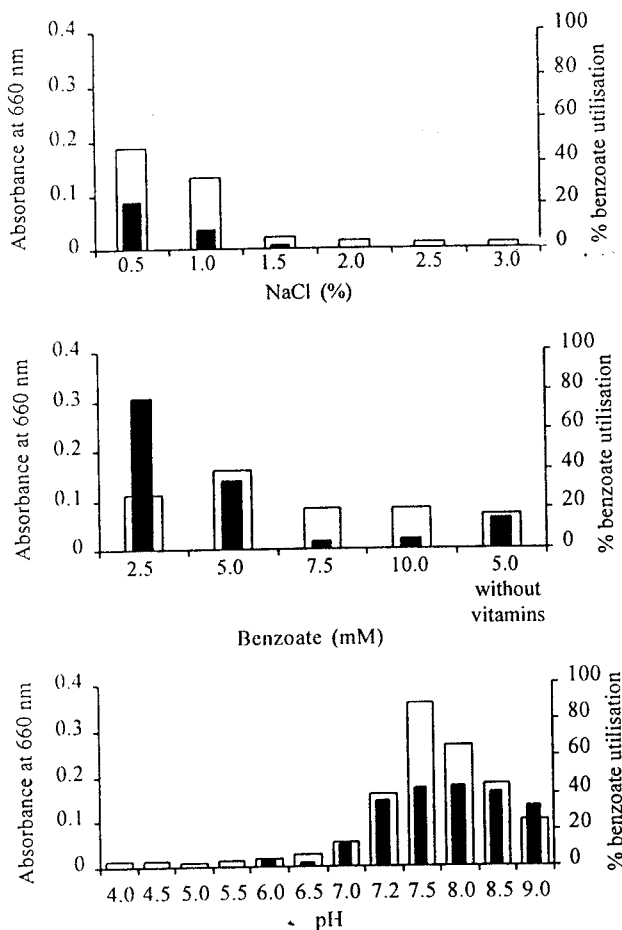 Absorbance at 660 nm
0.4
0.3
0.2
0.1
0
100
80
60
40
20
0
% benzoate utilisation
0.5 1.0 1.5 2.0 2.5 3.0
NaCl (%)
Absorbance at 660 nm
0.4
0.3
0.2
0.1
0
100
80
60
40
20
0
% benzoate utilisation
2.5 5.0 7.5 10.0 5.0
without
vitamins
Benzoate (mM)
Absorbance at 660 nm
0.4
0.3
0.2
0.1
0
100
80
60
40
20
0
% benzoate utilisation
4.0 4.5 5.0 5.5 6.0 6.5 7.0 7.2 7.5 8.0 8.5 9.0
pH